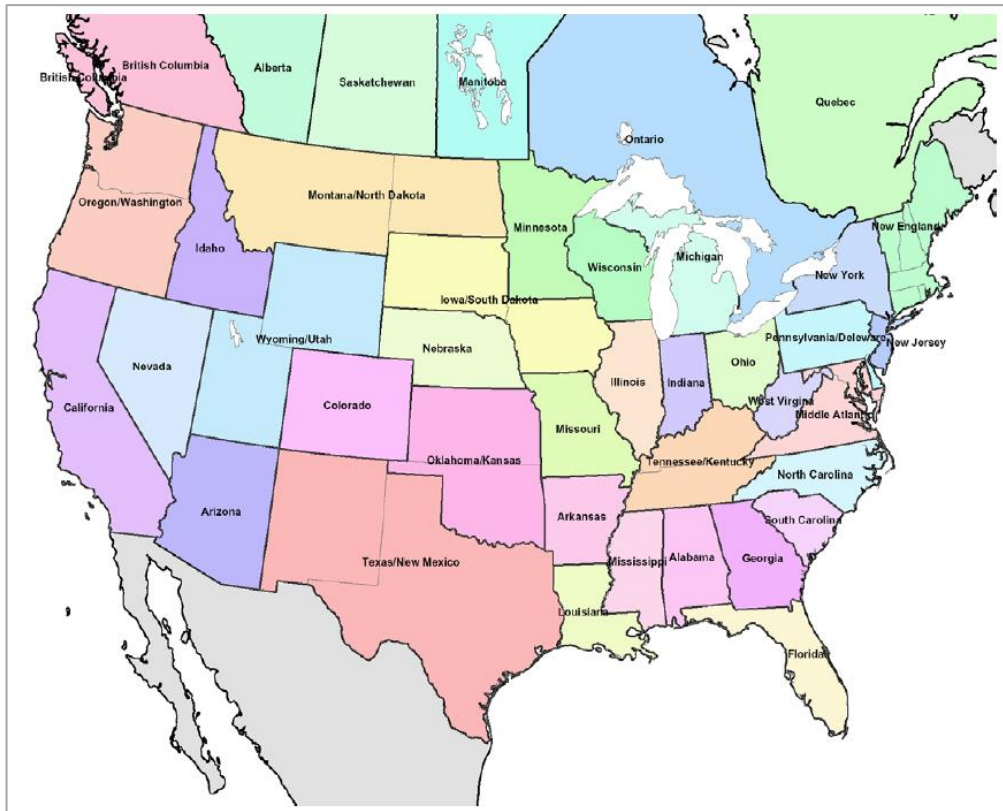 British Columbia
British Columbia
Alberta
Saskatchewan
Manitoba
Ontario
Quebec
Oregon/Washington
Idaho
Montana/North Dakota
Minnesota
Wisconsin
Michigan
New York
New England
Iowa/South Dakota
Wyoming/Utah
Nebraska
Nevada
California
Colorado
Illinois
Indiana
Ohio
Pennsylvania/Delaware
New Jersey
West Virgina
Middle Atlantic
Missouri
Oklahoma/Kansas
Tennessee/Kentucky
North Carolina
South Carolina
Arizona
Arkansas
Texas/New Mexico
Mississippi
Alabama
Georgia
Louisiana
Florida